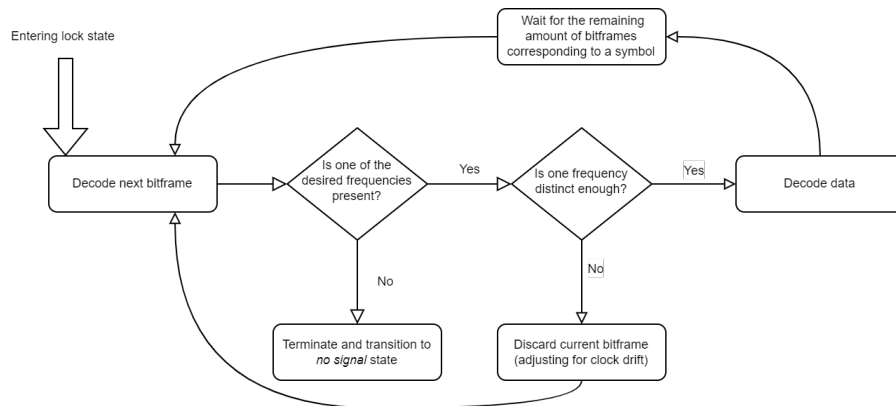 Entering lock state
Wait for the remaining
amount of bitframes
corresponding to a symbol
Decode next bitframe
Is one of the
desired frequencies
present?
Yes
Is one frequency
distinct enough?
Yes
Decode data
No
No
Terminate and transition to
no signal state
Discard current bitframe
(adjusting for clock drift)